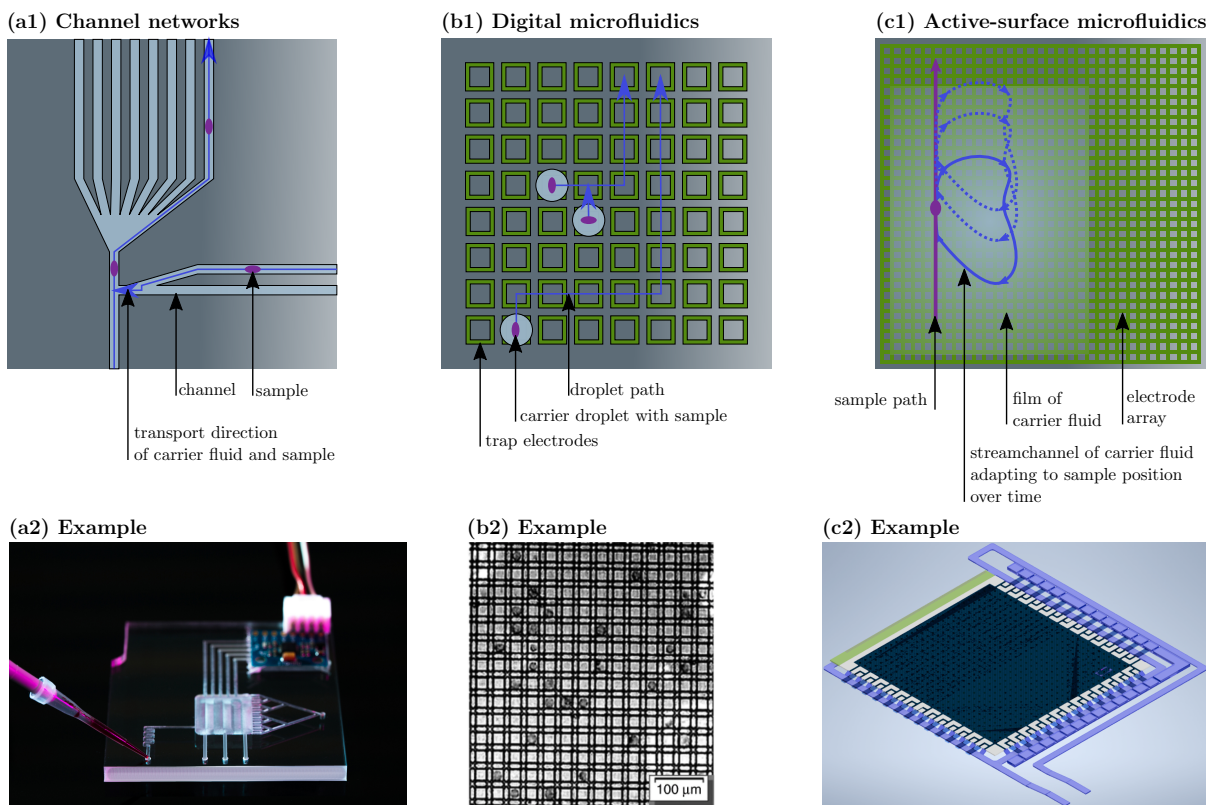 (a1) Channel networks
(b1) Digital microfluidics
(c1) Active-surface microfluidics
channel
sample
transport direction
of carrier fluid and sample
droplet path
carrier droplet with sample
trap electrodes
sample path
film of
carrier fluid
electrode
array
streamchannel of carrier fluid
adapting to sample position
over time
(a2) Example
(b2) Example
(c2) Example
100 µm